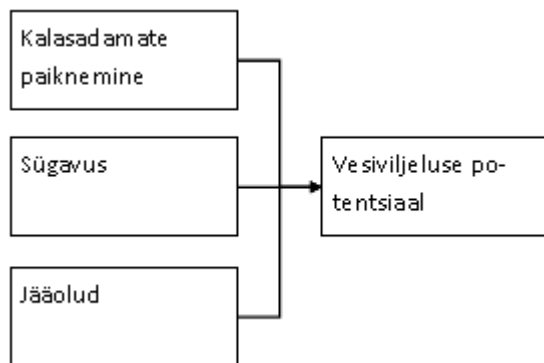 Kalasadamate
paiknemine
Sügavus
Vesiviljeluse po-
tentsiaal
Jääolud